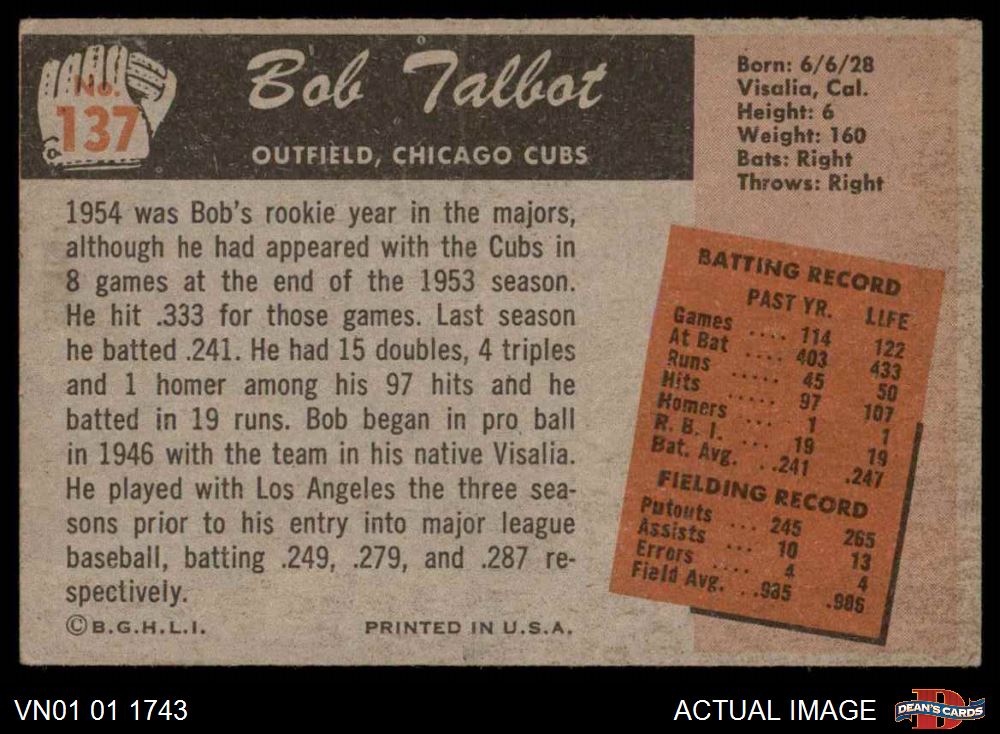 No.
137
Bob Talbot
OUTFIELD, CHICAGO CUBS
Born: 6/6/28
Visalia, Cal.
Height: 6
Weight: 160
Bats: Right
Throws: Right
1954 was Bob's rookie year in the majors,
although he had appeared with the Cubs in
8 games at the end of the 1953 season.
He hit .333 for those games. Last season
he batted .241. He had 15 doubles, 4 triples
and 1 homer among his 97 hits and he
batted in 19 runs. Bob began in pro ball
in 1946 with the team in his native Visalia.
He played with Los Angeles the three sea-
sons prior to his entry into major league
baseball, batting .249, .279, and .287 re-
spectively.
©B.G.H.L.I. PRINTED IN U.S.A.
BATTING RECORD
PAST YR. LIFE
Games .... 114 122
At Bat .... 403 433
Runs ..... 45 50
Hits ..... 97 107
Homers .... 1 1
R. B. I. ... 19 19
Bat. Avg. ..241 .247
FIELDING RECORD
Putouts ... 245 265
Assists ... 10 13
Errors .... 4 4
Field Avg. .985 .986
VN01 01 1743
ACTUAL IMAGE
DEAN'S CARDS